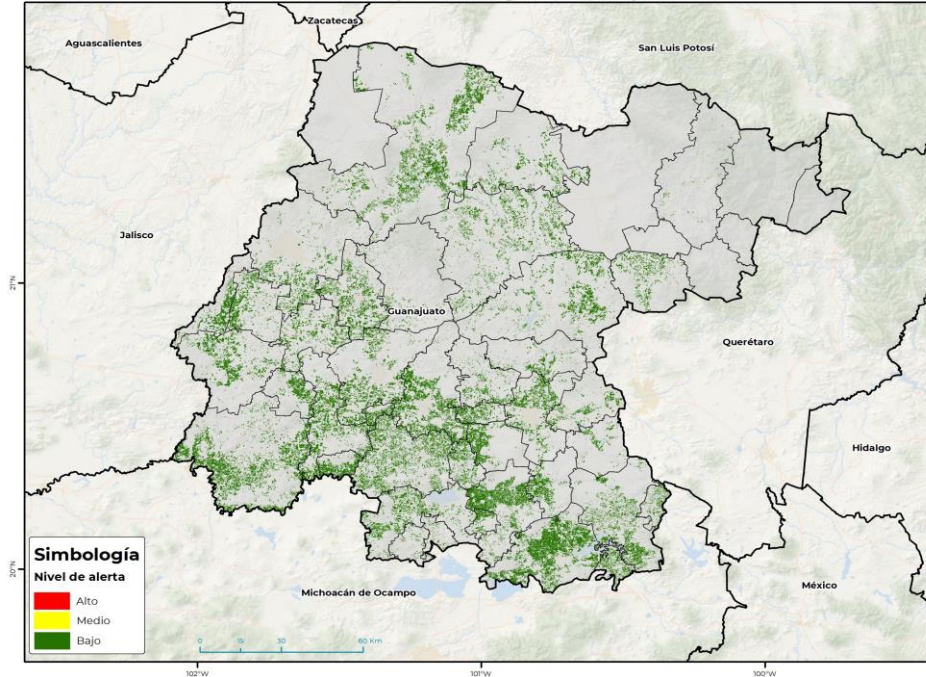 Zacatecas
Aguascalientes
San Luis Potosí
Jalisco
21°N
Guanajuato
Querétaro
Hidalgo
Simbología
Nivel de alerta
Alto
Medio
Bajo
20°N
Michoacán de Ocampo
México
0 15 30 60 Km
102°W 101°W 100°W